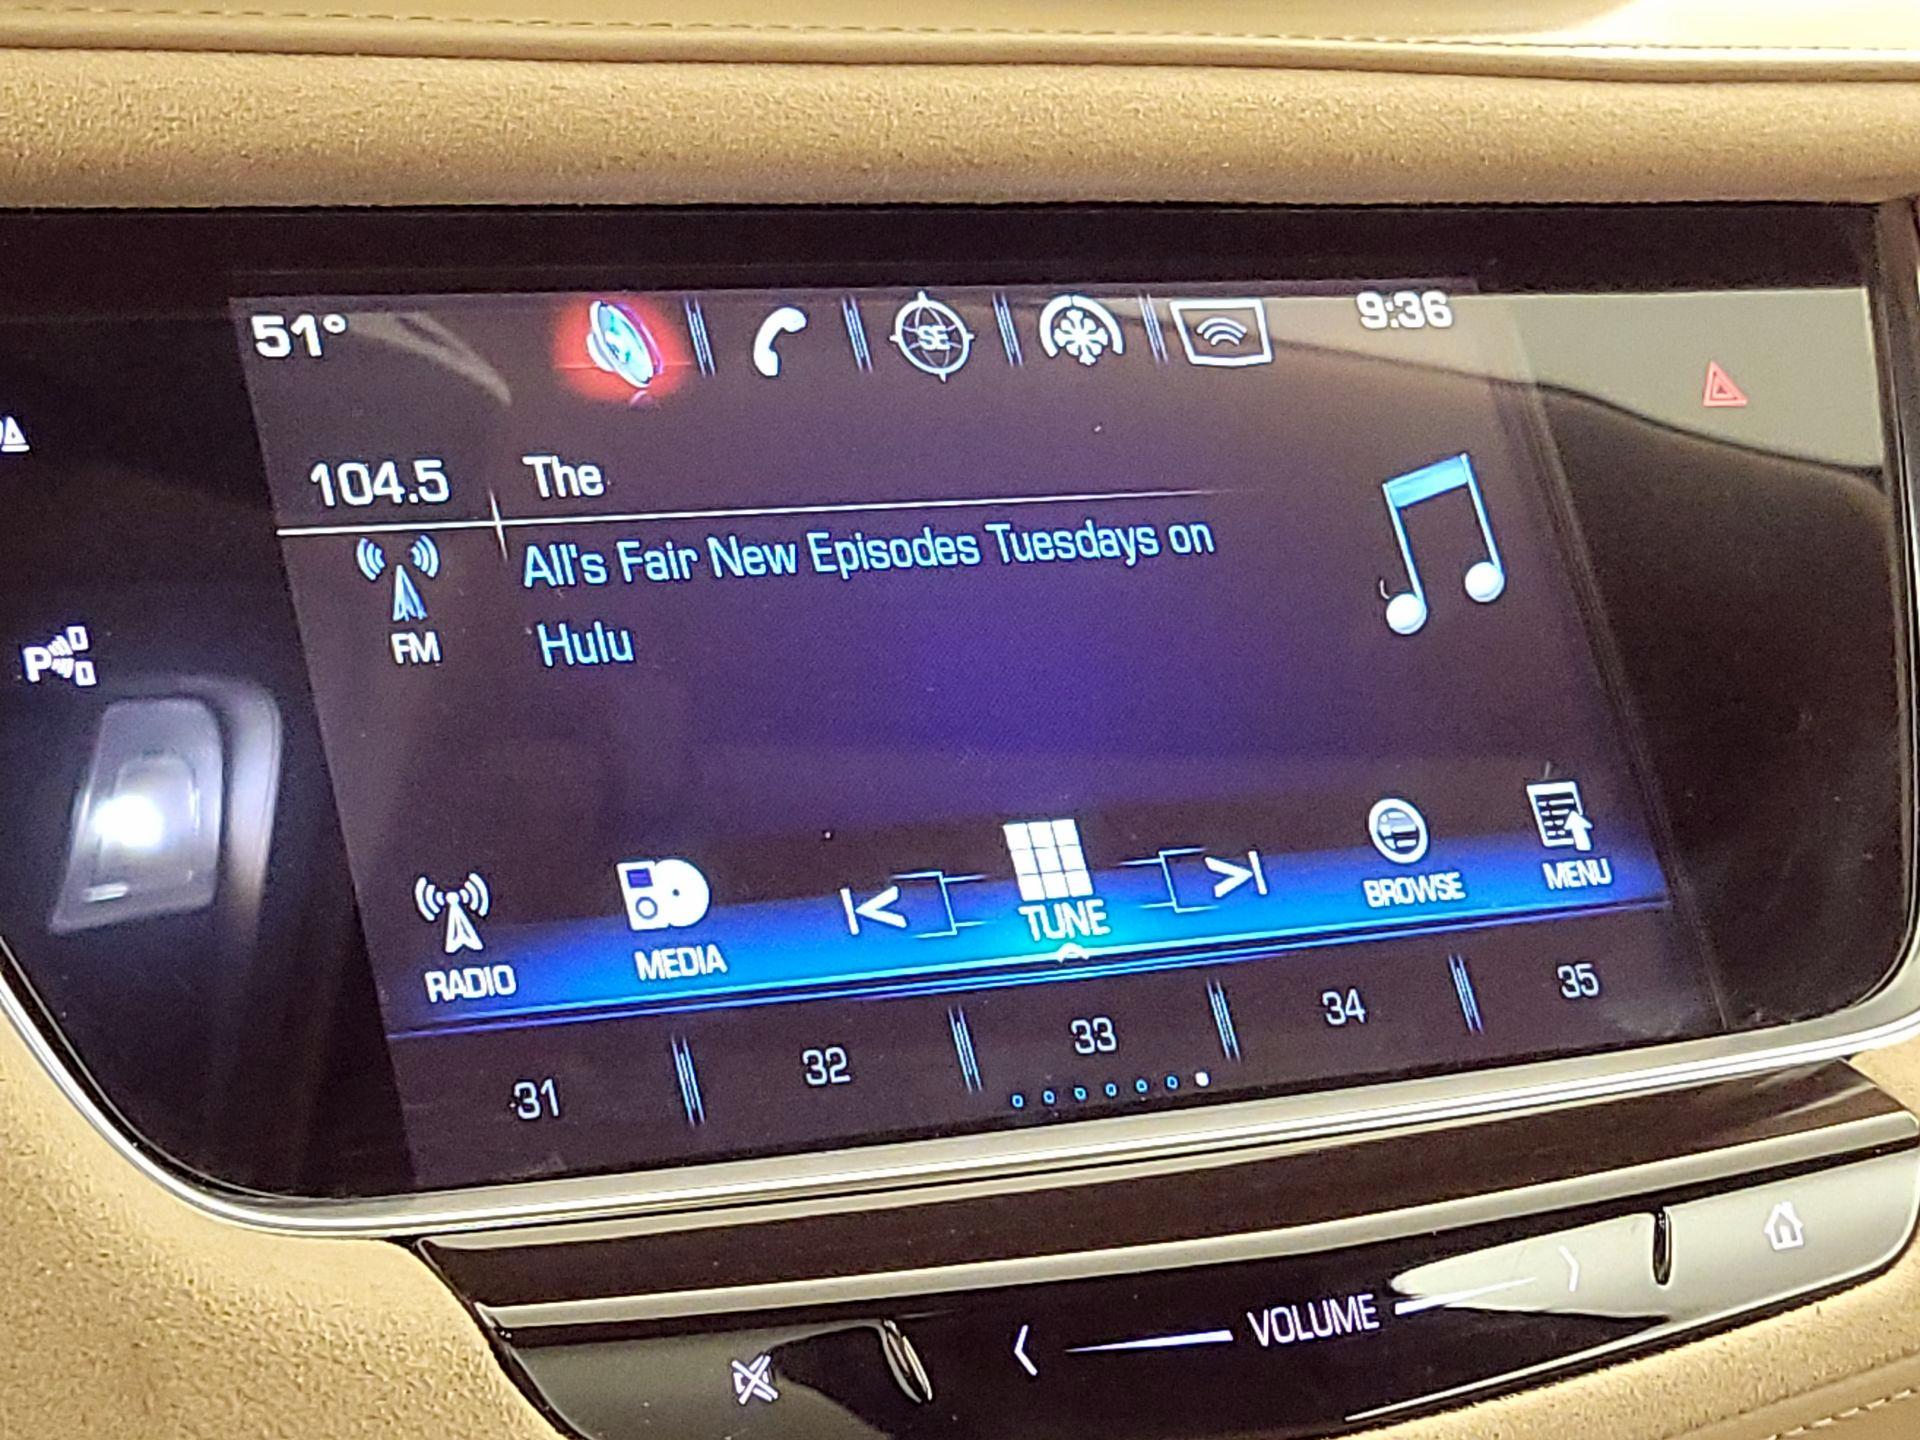 51° 9:36
SE
104.5 The
All's Fair New Episodes Tuesdays on
Hulu
FM
P
RADIO MEDIA TUNE BROWSE MENU
31 32 33 34 35
VOLUME